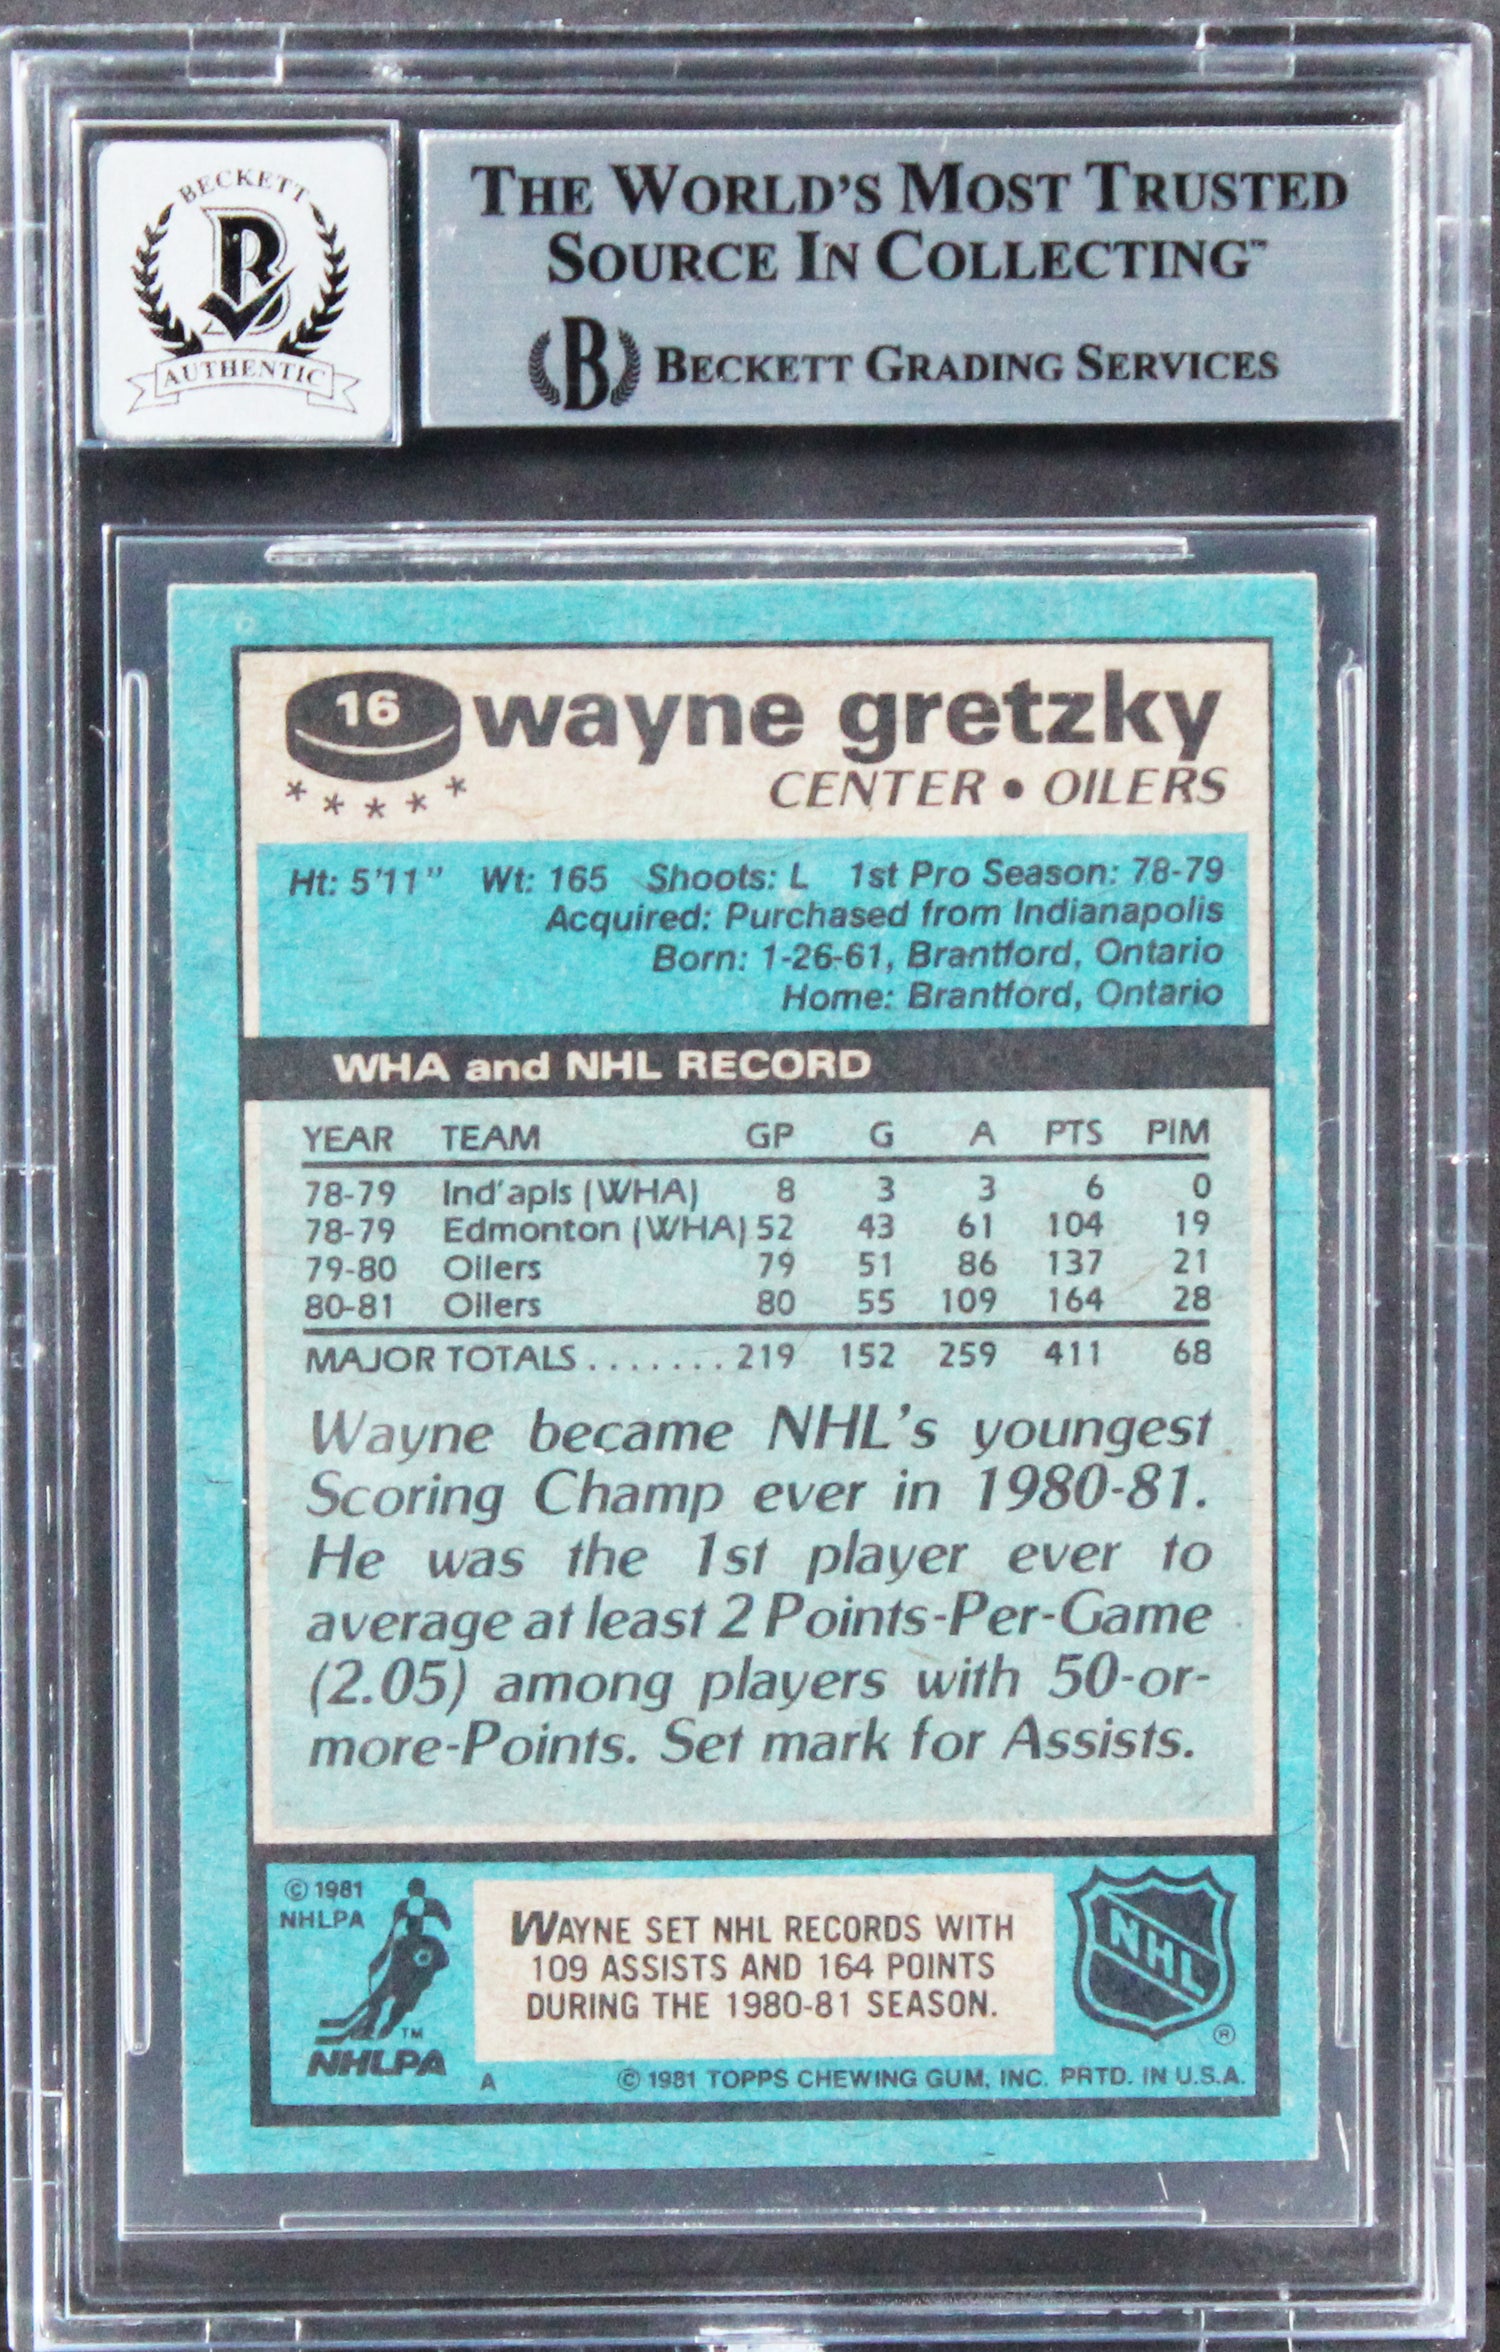 BECKETT
B
AUTHENTIC
THE WORLD'S MOST TRUSTED
SOURCE IN COLLECTING™
B BECKETT GRADING SERVICES
16 wayne gretzky
* * * * *
CENTER • OILERS
Ht: 5'11" Wt: 165 Shoots: L 1st Pro Season: 78-79
Acquired: Purchased from Indianapolis
Born: 1-26-61, Brantford, Ontario
Home: Brantford, Ontario
WHA and NHL RECORD
YEAR TEAM GP G A PTS PIM
78-79 Ind'apls (WHA) 8 3 3 6 0
78-79 Edmonton (WHA) 52 43 61 104 19
79-80 Oilers 79 51 86 137 21
80-81 Oilers 80 55 109 164 28
MAJOR TOTALS ....... 219 152 259 411 68
Wayne became NHL's youngest
Scoring Champ ever in 1980-81.
He was the 1st player ever to
average at least 2 Points-Per-Game
(2.05) among players with 50-or-
more-Points. Set mark for Assists.
© 1981
NHLPA
TM
NHLPA
WAYNE SET NHL RECORDS WITH
109 ASSISTS AND 164 POINTS
DURING THE 1980-81 SEASON.
NHL
®
A © 1981 TOPPS CHEWING GUM, INC. PRTD. IN U.S.A.